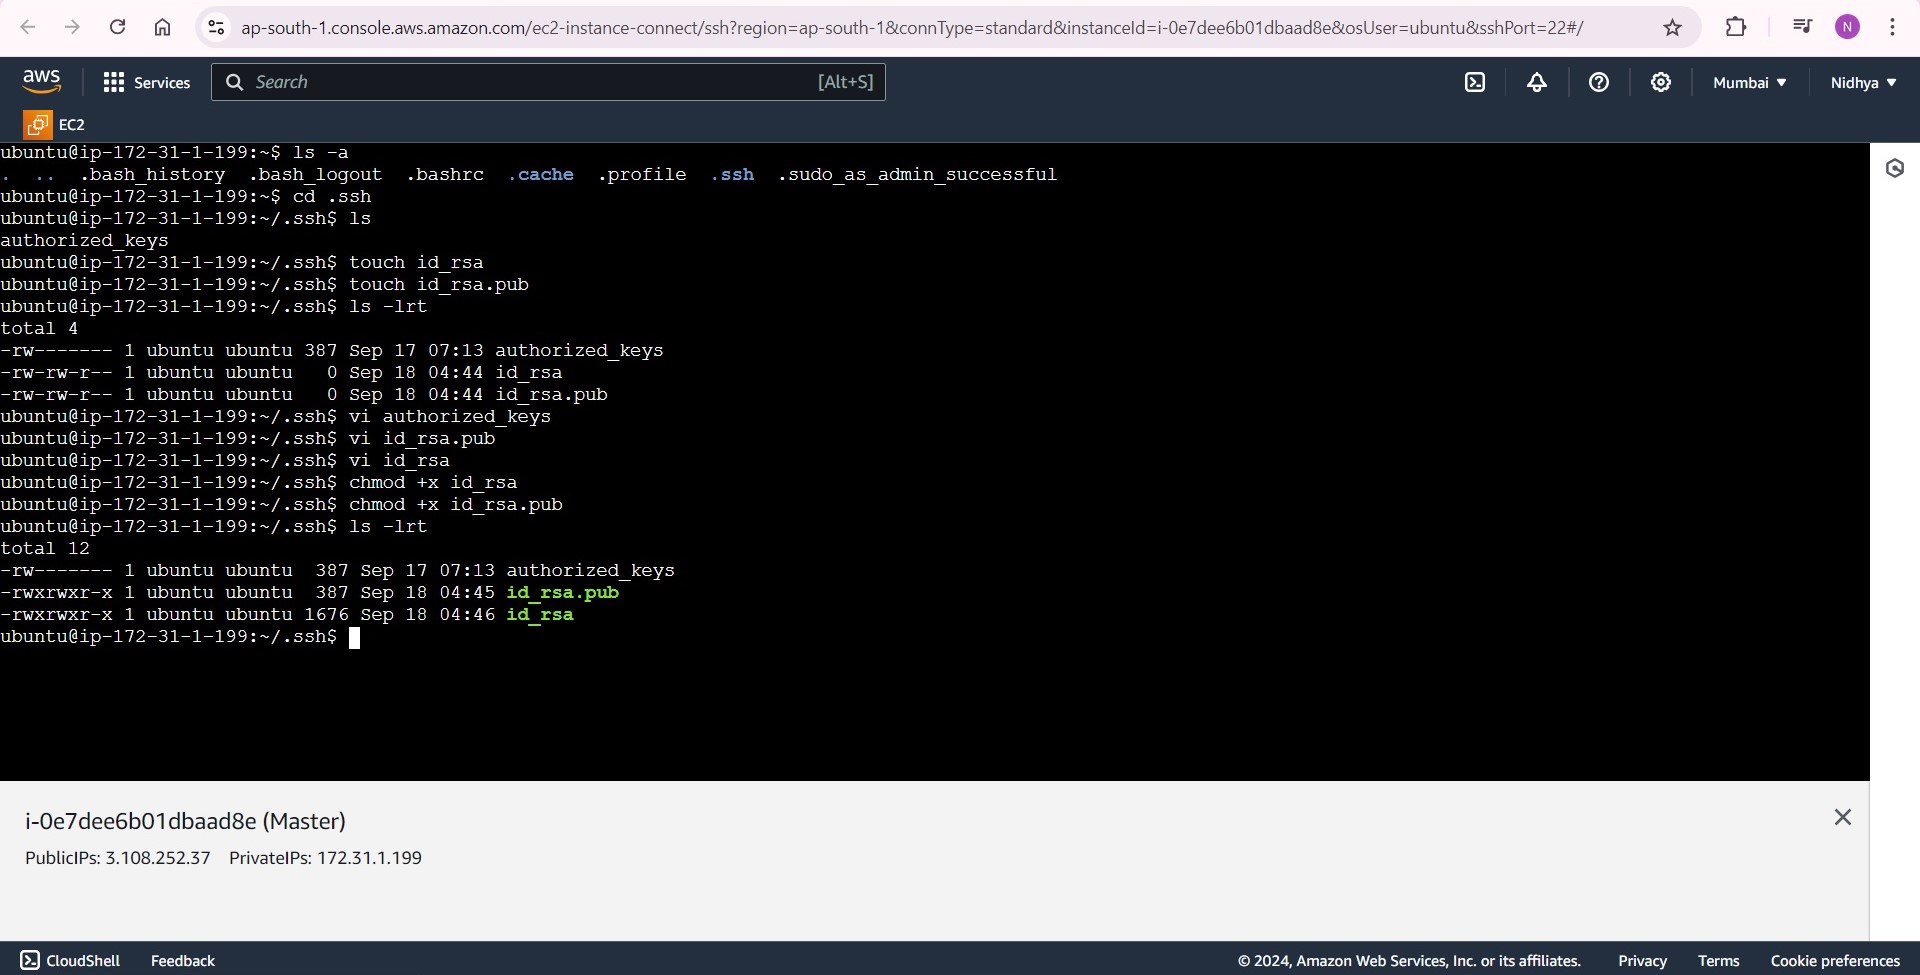 ap-south-1.console.aws.amazon.com/ec2-instance-connect/ssh?region=ap-south-1&connType=standard&instanceId=i-0e7dee6b01dbaad8e&osUser=ubuntu&sshPort=22#/
N
aws
Services
Search
[Alt+S]
Mumbai
Nidhya
EC2
ubuntu@ip-172-31-1-199:~$ ls -a
. .. .bash_history .bash_logout .bashrc .cache .profile .ssh .sudo_as_admin_successful
ubuntu@ip-172-31-1-199:~$ cd .ssh
ubuntu@ip-172-31-1-199:~/.ssh$ ls
authorized_keys
ubuntu@ip-172-31-1-199:~/.ssh$ touch id_rsa
ubuntu@ip-172-31-1-199:~/.ssh$ touch id_rsa.pub
ubuntu@ip-172-31-1-199:~/.ssh$ ls -lrt
total 4
-rw------- 1 ubuntu ubuntu 387 Sep 17 07:13 authorized_keys
-rw-rw-r-- 1 ubuntu ubuntu   0 Sep 18 04:44 id_rsa
-rw-rw-r-- 1 ubuntu ubuntu   0 Sep 18 04:44 id_rsa.pub
ubuntu@ip-172-31-1-199:~/.ssh$ vi authorized_keys
ubuntu@ip-172-31-1-199:~/.ssh$ vi id_rsa.pub
ubuntu@ip-172-31-1-199:~/.ssh$ vi id_rsa
ubuntu@ip-172-31-1-199:~/.ssh$ chmod +x id_rsa
ubuntu@ip-172-31-1-199:~/.ssh$ chmod +x id_rsa.pub
ubuntu@ip-172-31-1-199:~/.ssh$ ls -lrt
total 12
-rw------- 1 ubuntu ubuntu  387 Sep 17 07:13 authorized_keys
-rwxrwxr-x 1 ubuntu ubuntu  387 Sep 18 04:45 id_rsa.pub
-rwxrwxr-x 1 ubuntu ubuntu 1676 Sep 18 04:46 id_rsa
ubuntu@ip-172-31-1-199:~/.ssh$
i-0e7dee6b01dbaad8e (Master)
PublicIPs: 3.108.252.37 PrivateIPs: 172.31.1.199
CloudShell Feedback © 2024, Amazon Web Services, Inc. or its affiliates. Privacy Terms Cookie preferences